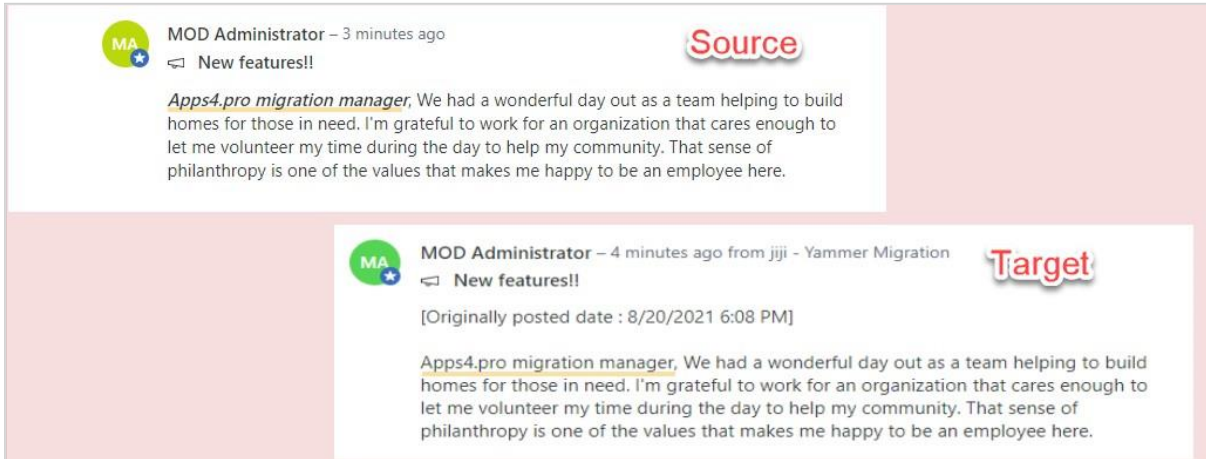 MA
MOD Administrator – 3 minutes ago
Source
New features!!
Apps4.pro migration manager, We had a wonderful day out as a team helping to build
homes for those in need. I'm grateful to work for an organization that cares enough to
let me volunteer my time during the day to help my community. That sense of
philanthropy is one of the values that makes me happy to be an employee here.
MA
MOD Administrator – 4 minutes ago from jiji - Yammer Migration
Target
New features!!
[Originally posted date : 8/20/2021 6:08 PM]
Apps4.pro migration manager, We had a wonderful day out as a team helping to build
homes for those in need. I'm grateful to work for an organization that cares enough to
let me volunteer my time during the day to help my community. That sense of
philanthropy is one of the values that makes me happy to be an employee here.